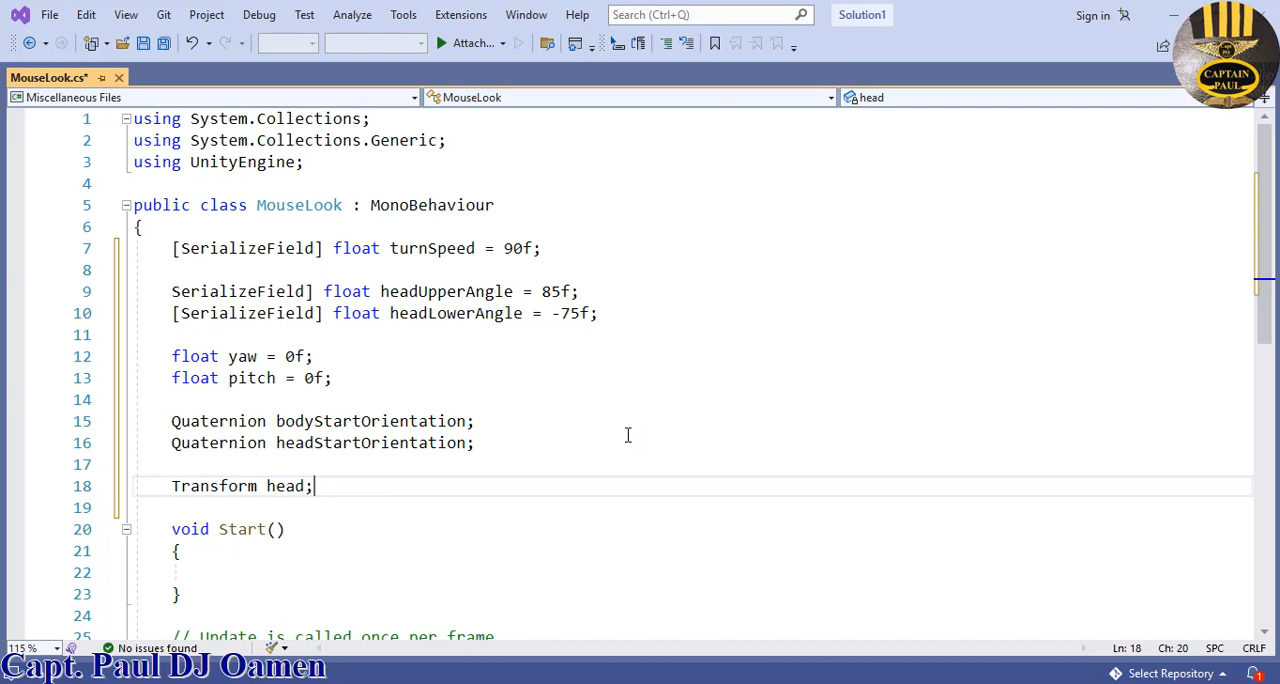 File Edit View Git Project Debug Test Analyze Tools Extensions Window Help Search (Ctrl+Q) Solution1 Sign in
Attach...
CAPTAIN
PAUL
MouseLook.cs*
Miscellaneous Files MouseLook head
1 using System.Collections;
2 using System.Collections.Generic;
3 using UnityEngine;
4
5 public class MouseLook : MonoBehaviour
6 {
7 [SerializeField] float turnSpeed = 90f;
8
9 SerializeField] float headUpperAngle = 85f;
10 [SerializeField] float headLowerAngle = -75f;
11
12 float yaw = 0f;
13 float pitch = 0f;
14
15 Quaternion bodyStartOrientation;
16 Quaternion headStartOrientation;
17
18 Transform head;
19
20 void Start()
21 {
22
23 }
24
25 // Update is called once per frame
115 % No issues found Ln: 18 Ch: 20 SPC CRLF
Capt. Paul DJ Oamen
Select Repository 1